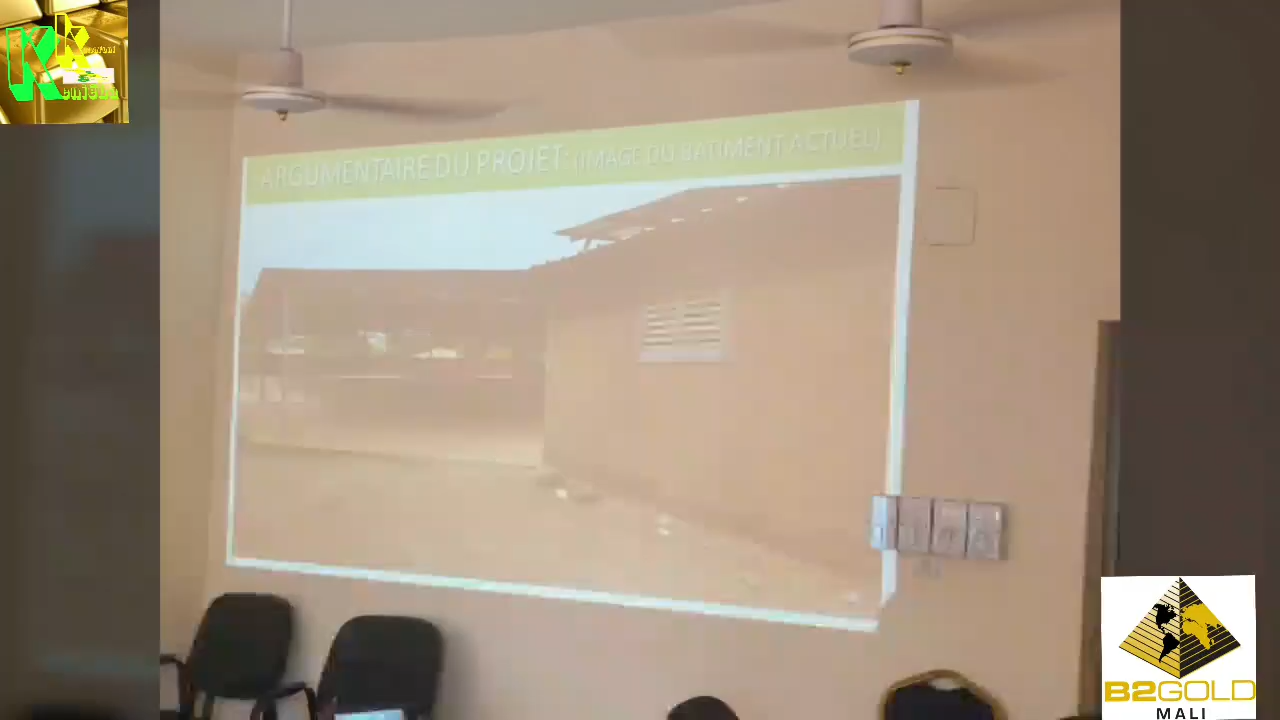 ARGUMENTAIRE DU PROJET: (IMAGE DU BATIMENT ACTUEL)
B2GOLD
MALI